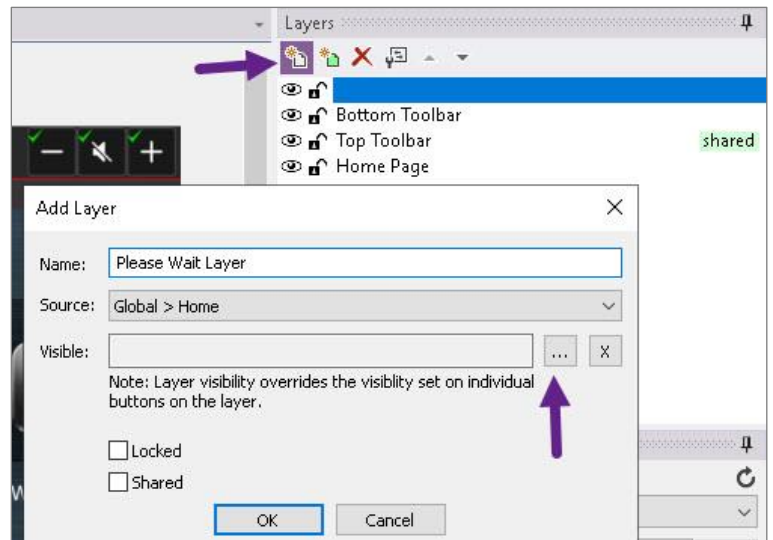 Layers
Bottom Toolbar
Top Toolbar shared
Home Page
Add Layer
Name: Please Wait Layer
Source: Global > Home
Visible: ... X
Note: Layer visibility overrides the visiblity set on individual
buttons on the layer.
Locked
Shared
OK Cancel